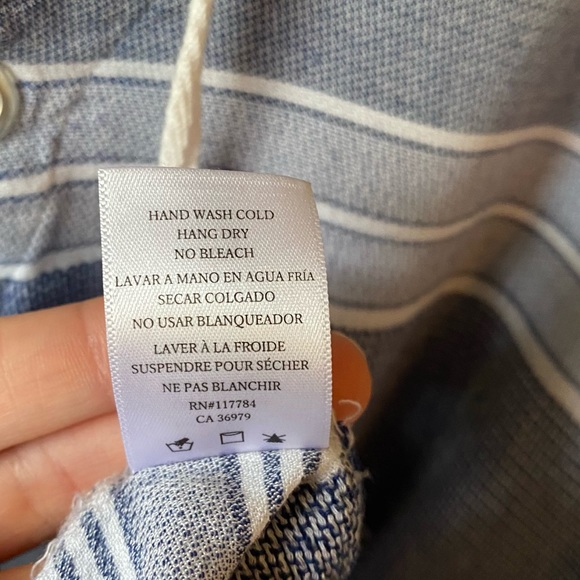 HAND WASH COLD
HANG DRY
NO BLEACH
LAVAR A MANO EN AGUA FRÍA
SECAR COLGADO
NO USAR BLANQUEADOR
LAVER À LA FROIDE
SUSPENDRE POUR SÉCHER
NE PAS BLANCHIR
RN#117784
CA 36979